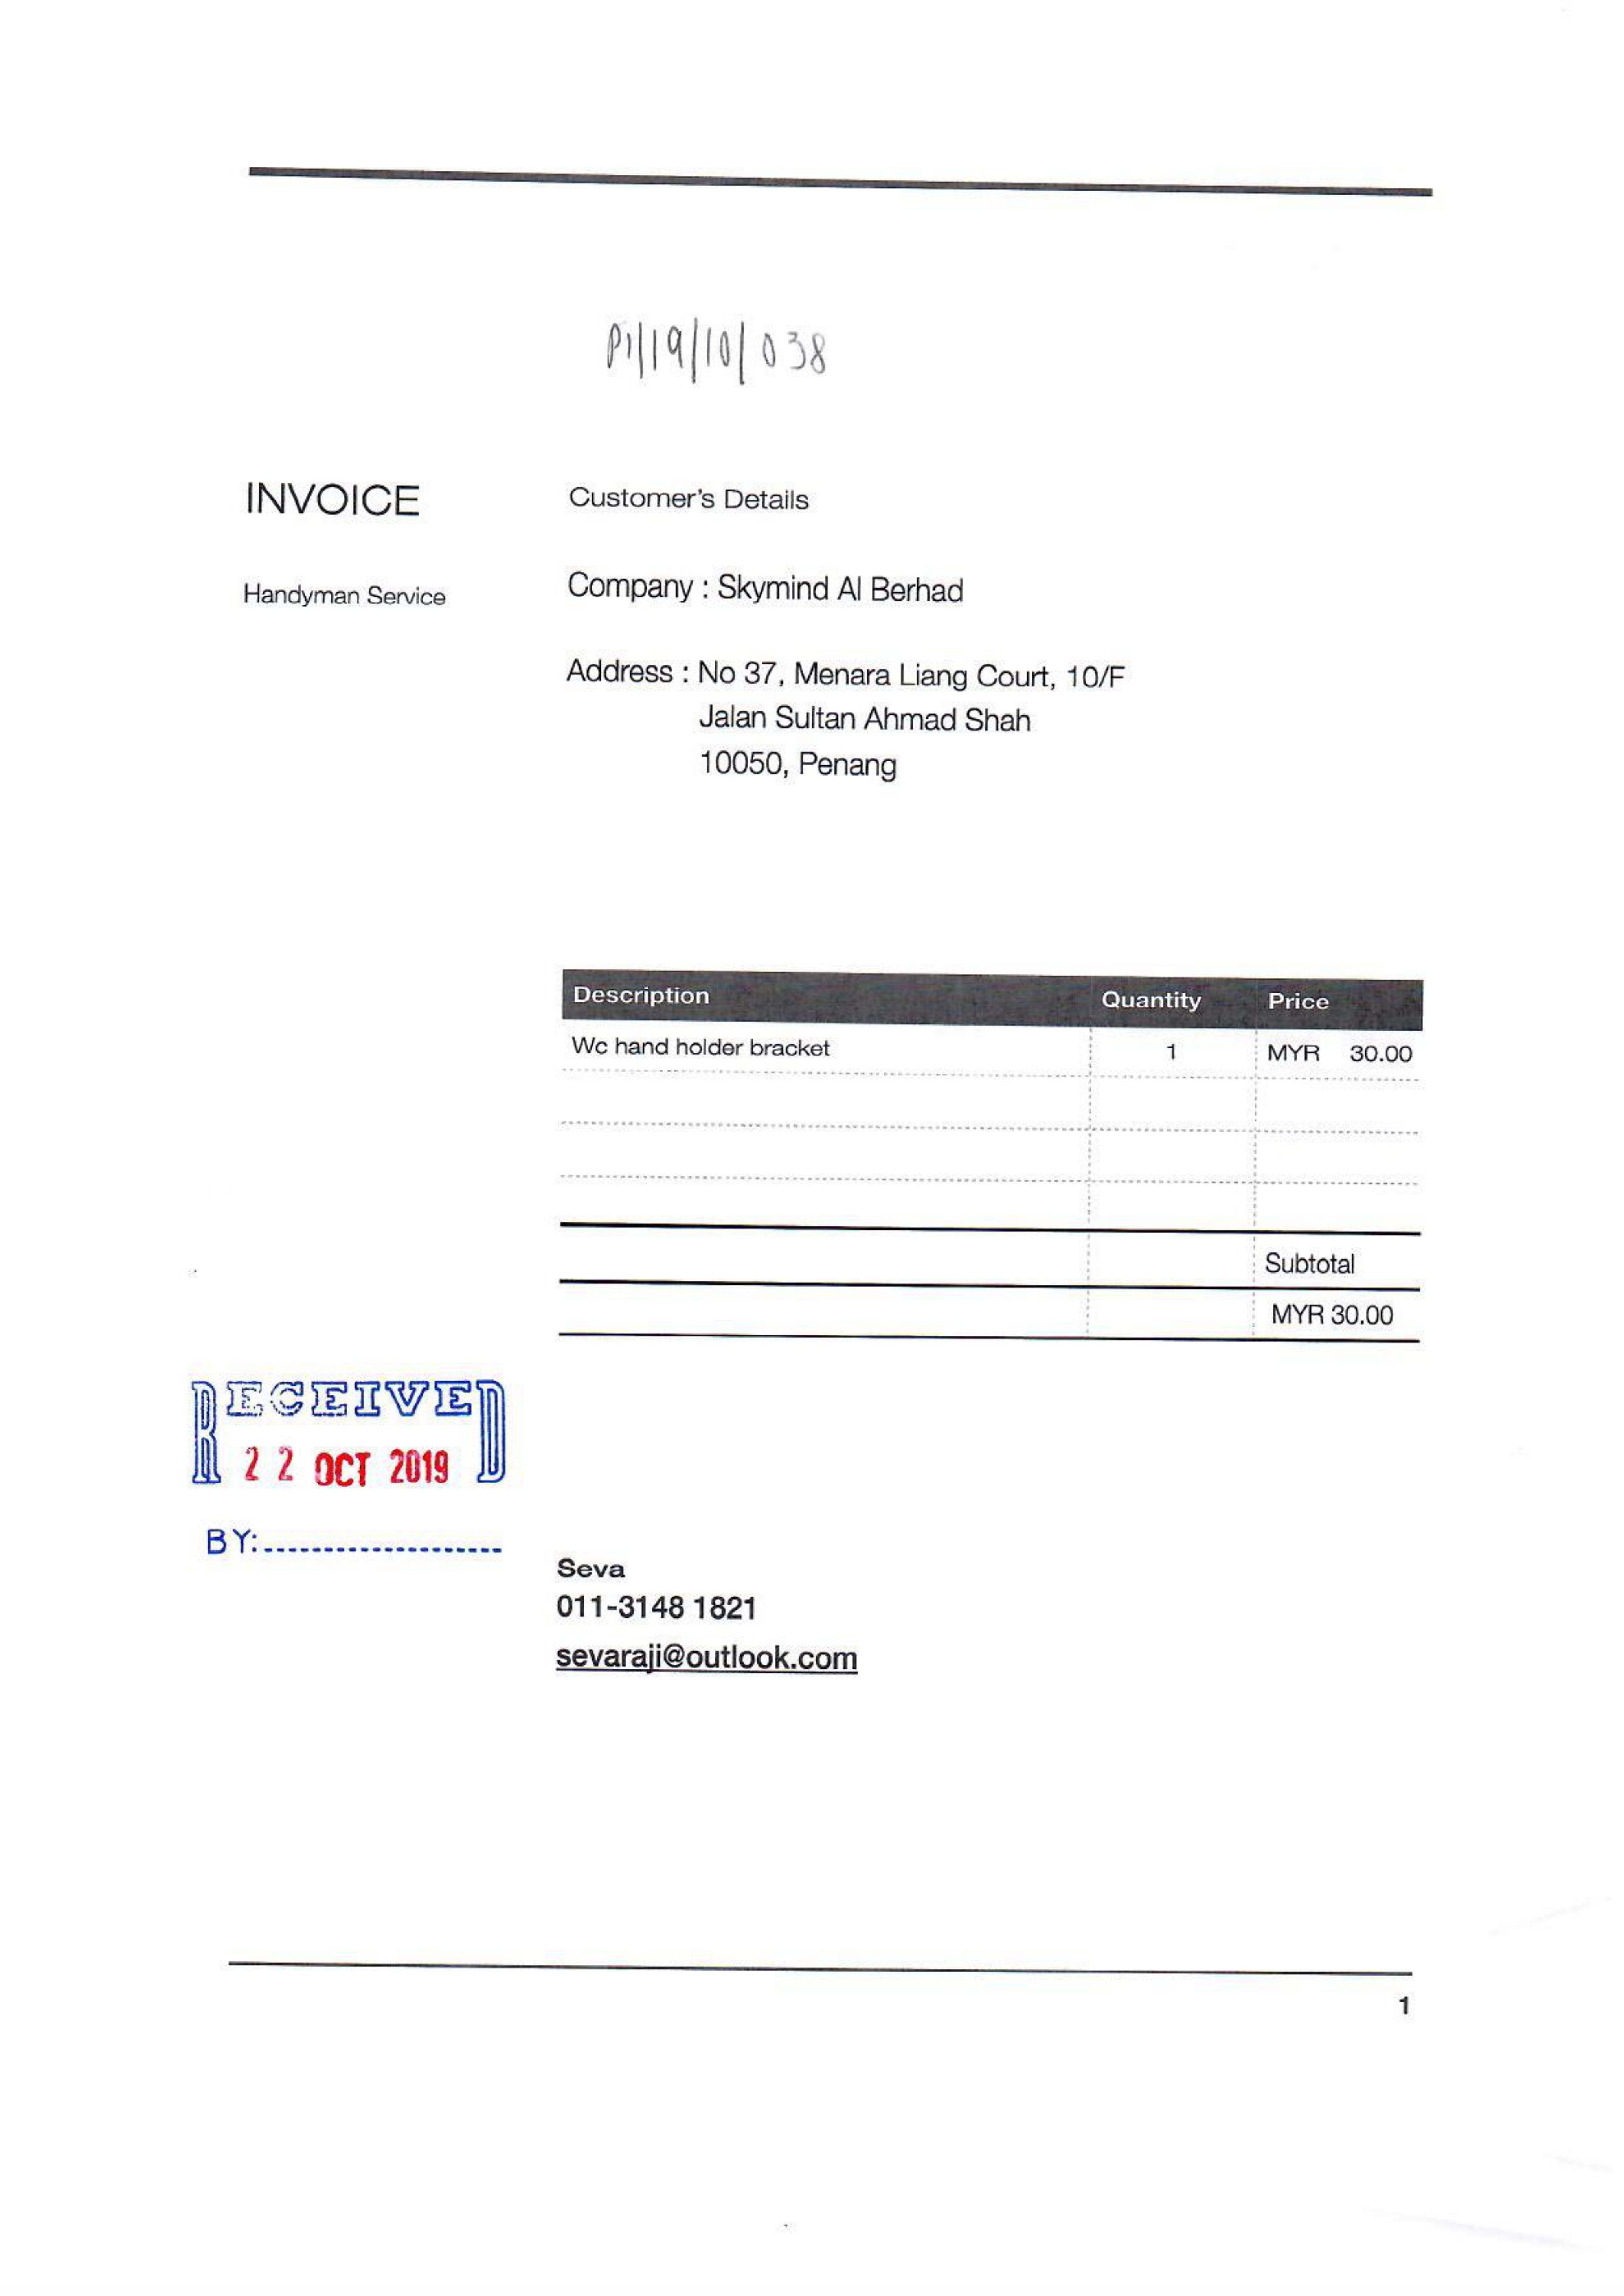 P1/19/10/038
INVOICE
Customer's Details
Handyman Service
Company : Skymind AI Berhad
Address : No 37, Menara Liang Court, 10/F
Jalan Sultan Ahmad Shah
10050, Penang
Description Quantity Price
Wc hand holder bracket 1 MYR 30.00
Subtotal
MYR 30.00
RECEIVED
22 OCT 2019
BY:
Seva
011-3148 1821
sevaraji@outlook.com
1